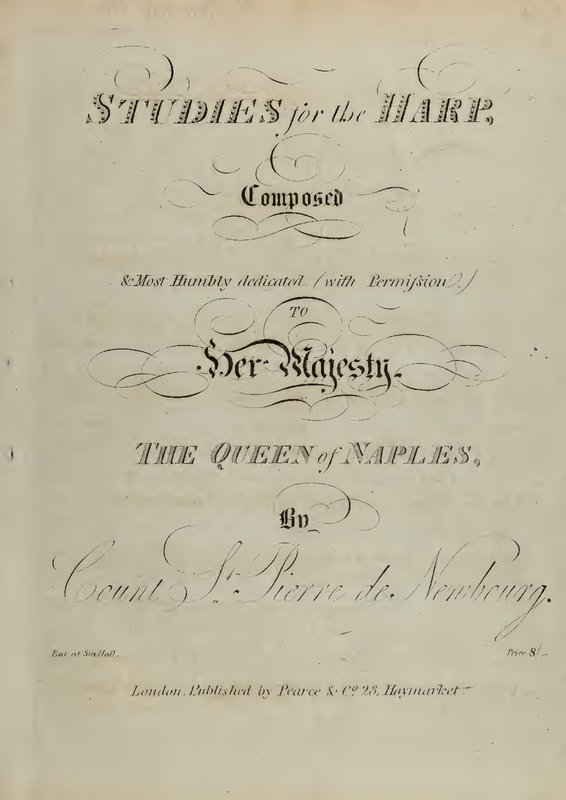 STUDIES for the HARP,
Composed
& Most Humbly dedicated (with Permiſsion.)
TO
Her Majesty.
THE QUEEN of NAPLES,
By
Count St. Pierre de Newbourg.
Ent. at Sta. Hall.
Price 8/-
London. Published by Pearce & Co. 28, Haymarket